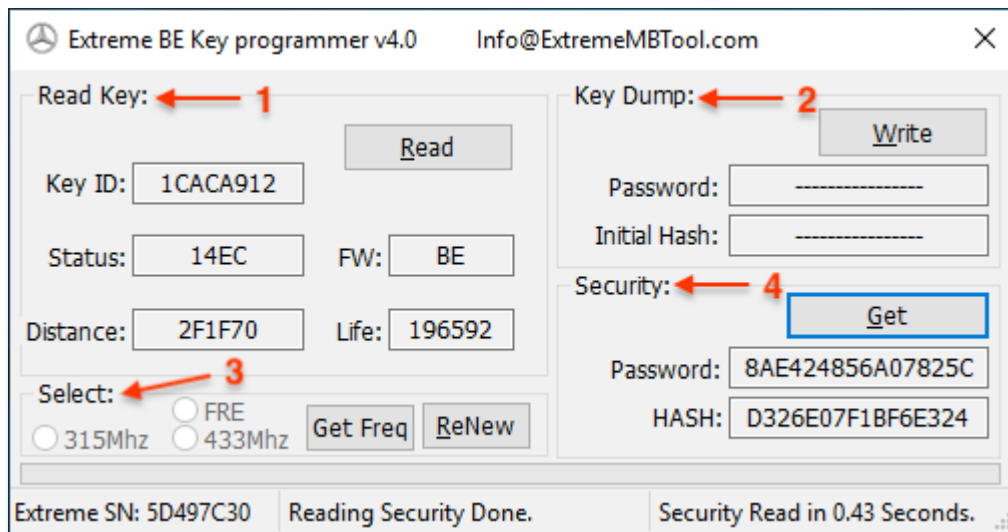 Extreme BE Key programmer v4.0 Info@ExtremeMBTool.com
Read Key: 1
Read
Key ID: 1CACA912
Status: 14EC FW: BE
Distance: 2F1F70 Life: 196592
Key Dump: 2
Write
Password: ----------------
Initial Hash: ----------------
Select: 3
FRE
315Mhz 433Mhz Get Freq ReNew
Security: 4
Get
Password: 8AE424856A07825C
HASH: D326E07F1BF6E324
Extreme SN: 5D497C30 Reading Security Done. Security Read in 0.43 Seconds.